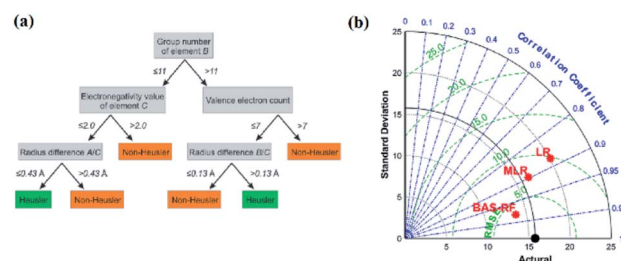 (a)
Group number
of element B
≤11
>11
Electronegativity value
of element C
Valence electron count
≤2.0
>2.0
≤7
>7
Radius difference A/C
Non-Heusler
Radius difference B/C
Non-Heusler
≤0.43 Å
>0.43 Å
≤0.13 Å
>0.13 Å
Heusler
Non-Heusler
Non-Heusler
Heusler
(b)
0
0.1
0.2
0.3
0.4
0.5
0.6
0.7
0.8
0.9
0.95
Correlation Coefficient
Standard Deviation
25
20
15
10
5
0
25.0
20.0
15.0
10.0
5.0
RMSE
LR
MLR
BAS-RF
5
10
15
20
25
Actural